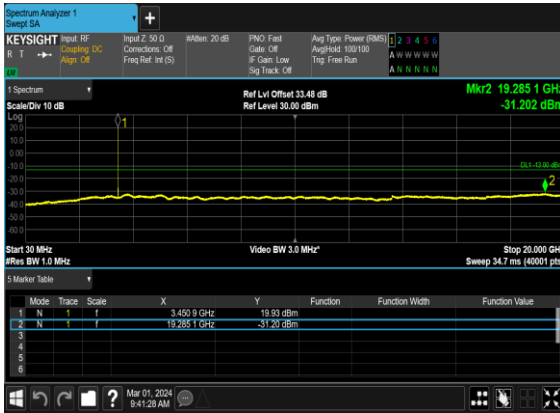 Spectrum Analyzer 1
Swept SA
KEYSIGHT
R T
LXI
Input: RF
Coupling: DC
Align: Off
Input Z: 50 Ω
Corrections: Off
Freq Ref: Int (S)
#Atten: 20 dB
PNO: Fast
Gate: Off
IF Gain: Low
Sig Track: Off
Avg Type: Power (RMS)
Avg|Hold: 100/100
Trig: Free Run
1 2 3 4 5 6
A W W W W W
A N N N N N
1 Spectrum
Scale/Div 10 dB
Ref Lvl Offset 33.48 dB
Ref Level 30.00 dBm
Mkr2 19.285 1 GHz
-31.202 dBm
Log
20.0
10.0
0.00
-10.0
-20.0
-30.0
-40.0
-50.0
-60.0
1
DL1 -13.00 dBm
2
Start 30 MHz
#Res BW 1.0 MHz
Video BW 3.0 MHz*
Stop 20.000 GHz
Sweep 34.7 ms (40001 pts)
5 Marker Table
Mode Trace Scale X Y Function Function Width Function Value
1 N 1 f 3.450 9 GHz 19.93 dBm
2 N 1 f 19.285 1 GHz -31.20 dBm
3
4
5
6
?
Mar 01, 2024
9:41:28 AM